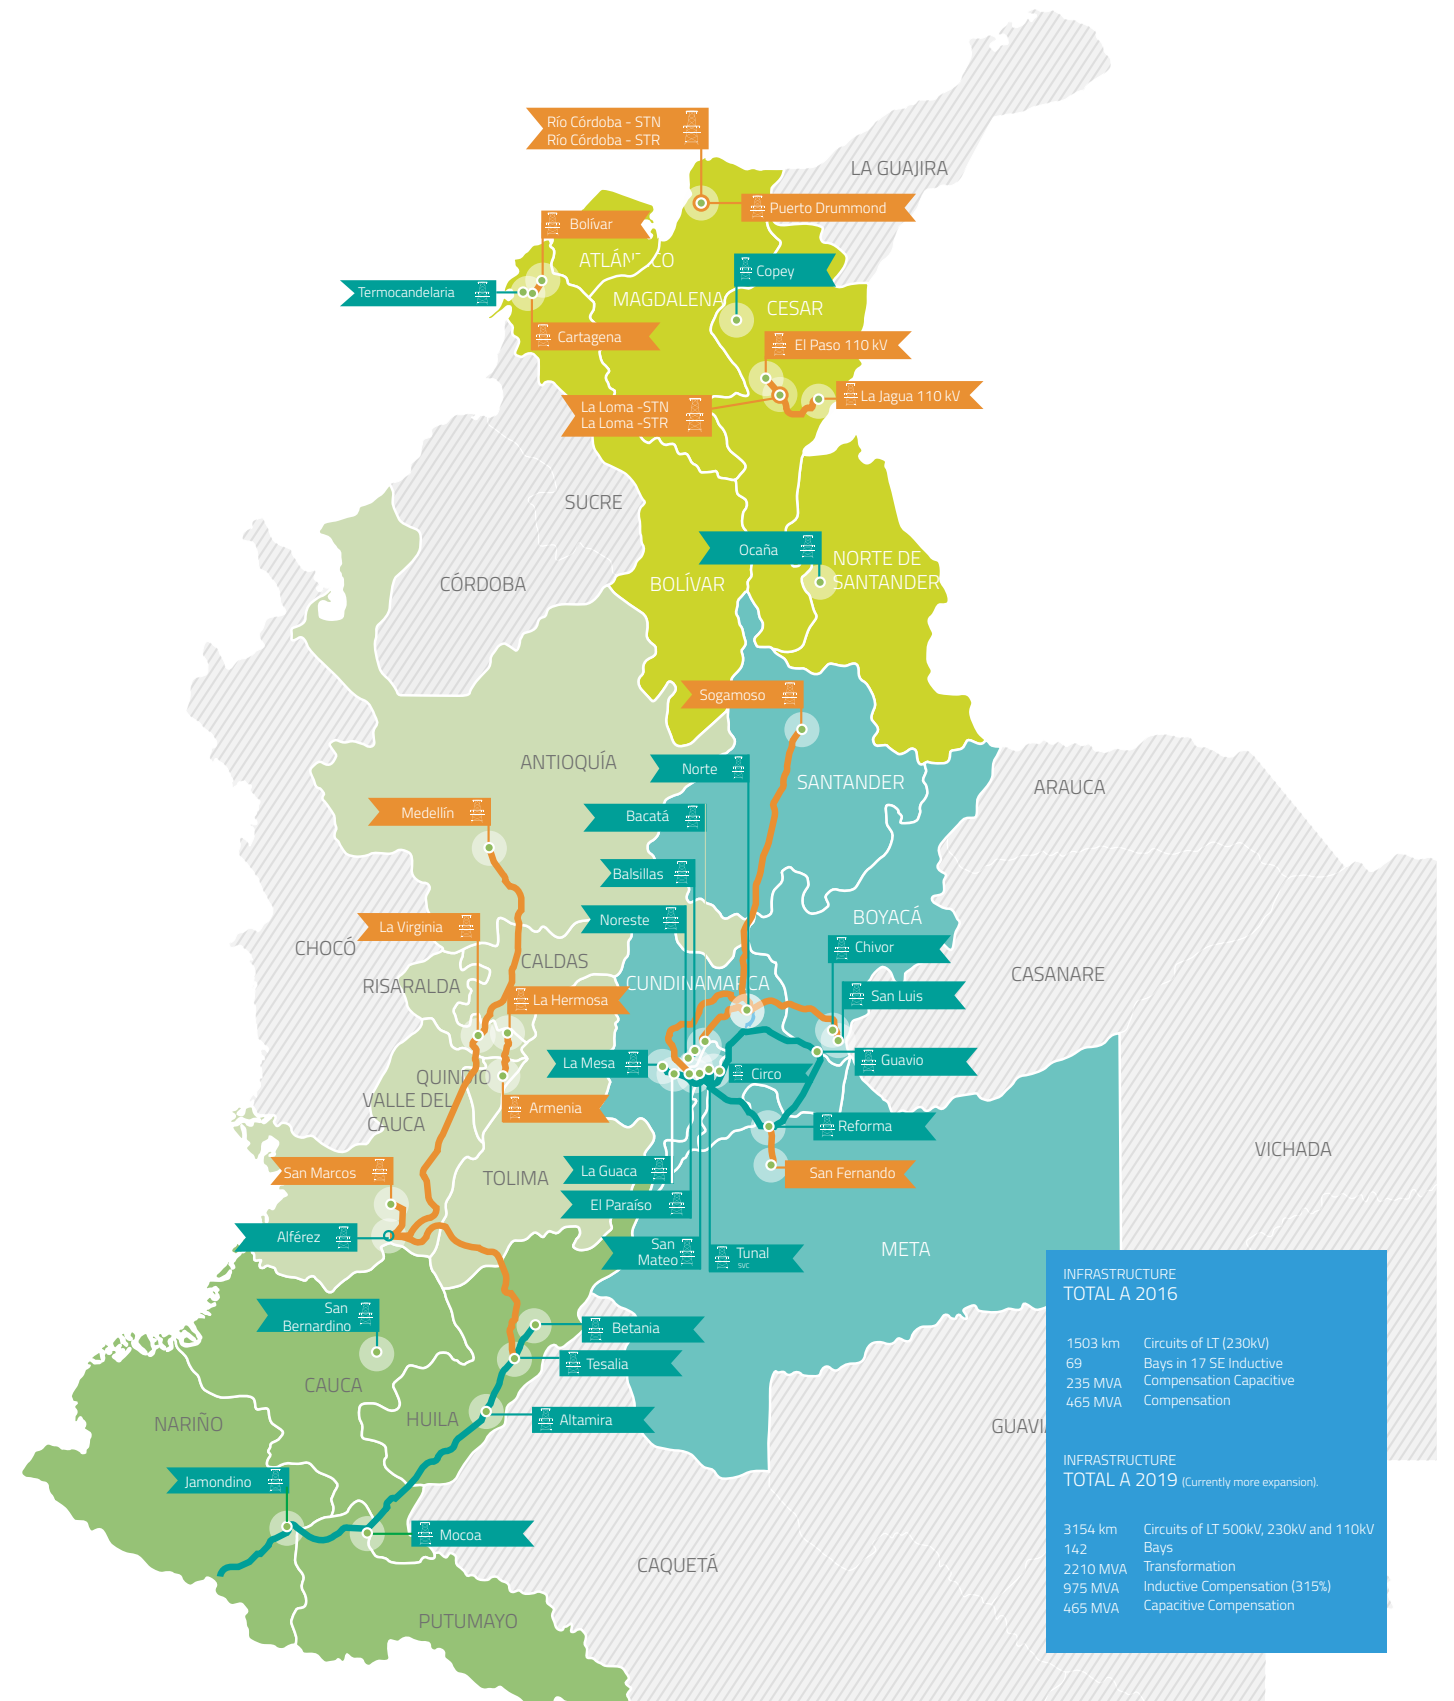 Río Córdoba - STN
Río Córdoba - STR
LA GUAJIRA
Puerto Drummond
Bolívar
ATLÁNTICO
Copey
Termocandelaria
MAGDALENA
CESAR
Cartagena
El Paso 110 kV
La Jagua 110 kV
La Loma -STN
La Loma -STR
SUCRE
Ocaña
NORTE DE
SANTANDER
CÓRDOBA
BOLÍVAR
Sogamoso
ANTIOQUÍA
Norte
SANTANDER
ARAUCA
Medellín
Bacatá
Balsillas
Noreste
BOYACÁ
La Virginia
CHOCÓ
Chivor
CALDAS
CASANARE
RISARALDA
CUNDINAMARCA
La Hermosa
San Luis
La Mesa
Guavio
Circo
QUINDIO
VALLE DEL
CAUCA
Armenia
Reforma
VICHADA
San Marcos
TOLIMA
La Guaca
San Fernando
El Paraíso
Alférez
San
Mateo
Tunal
SVC
META
San
Bernardino
Betania
Tesalia
CAUCA
NARIÑO
HUILA
Altamira
GUAVIA
Jamondino
Mocoa
CAQUETÁ
PUTUMAYO
INFRASTRUCTURE
TOTAL A 2016
1503 km Circuits of LT (230kV)
69 Bays in 17 SE Inductive
235 MVA Compensation Capacitive
465 MVA Compensation
INFRASTRUCTURE
TOTAL A 2019 (Currently more expansion).
3154 km Circuits of LT 500kV, 230kV and 110kV
142 Bays
2210 MVA Transformation
975 MVA Inductive Compensation (315%)
465 MVA Capacitive Compensation